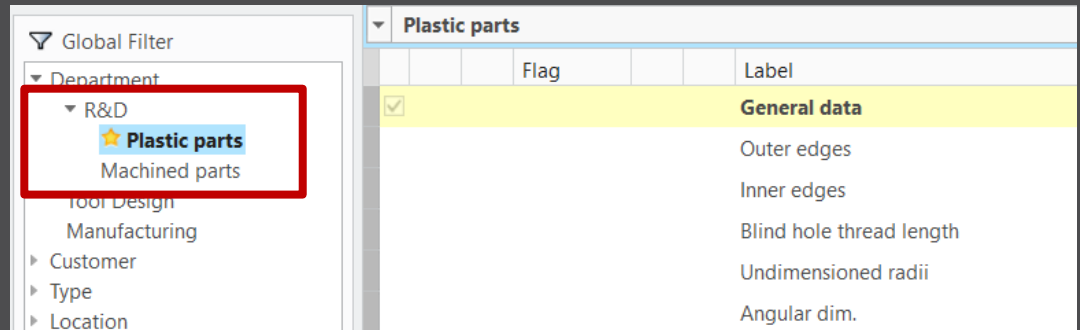 Global Filter
Department
R&D
Plastic parts
Machined parts
Tool Design
Manufacturing
Customer
Type
Location
Plastic parts
Flag Label
General data
Outer edges
Inner edges
Blind hole thread length
Undimensioned radii
Angular dim.